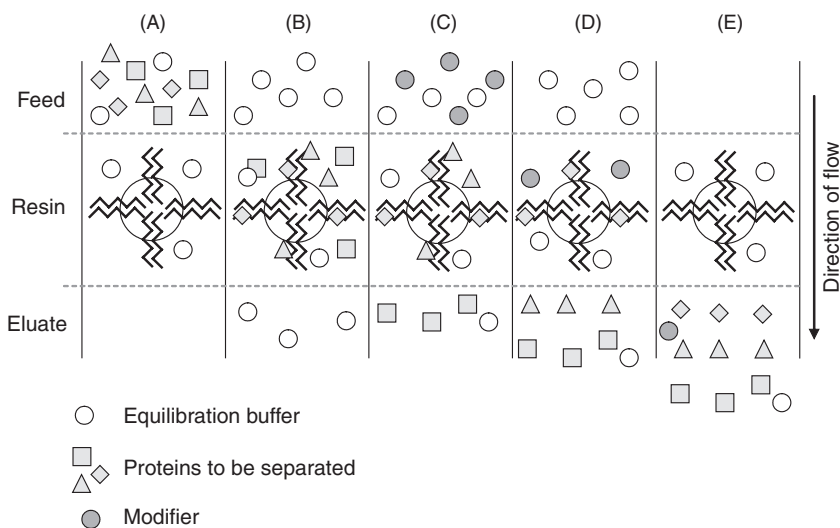 (A) (B) (C) (D) (E)
Feed
Resin
Eluate
Direction of flow
Equilibration buffer
Proteins to be separated
Modifier